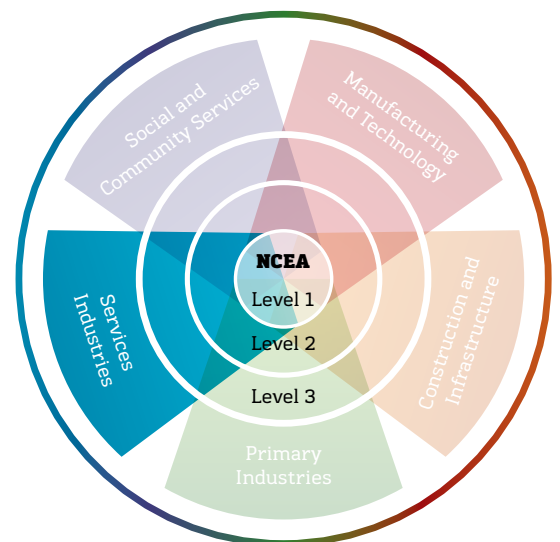 Social and
Community Services
Manufacturing
and Technology
NCEA
Level 1
Level 2
Level 3
Services
Industries
Construction and
Infrastructure
Primary
Industries